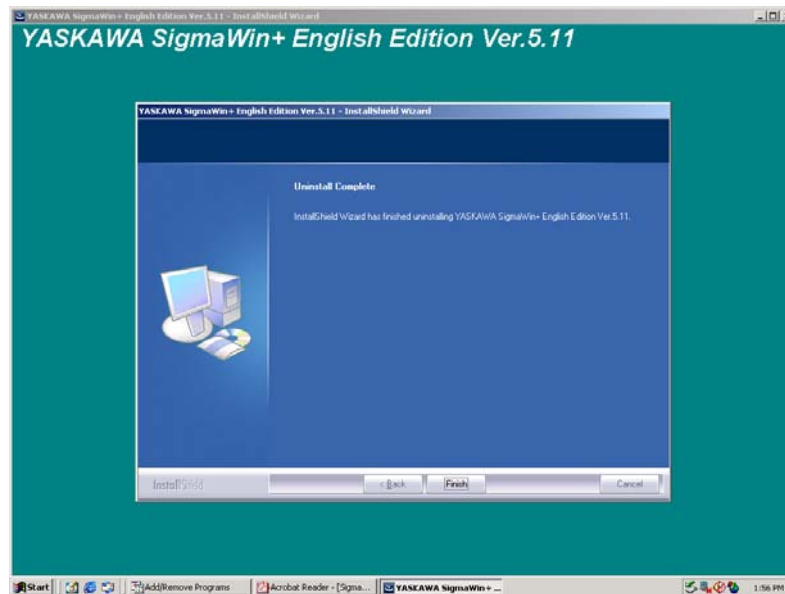 YASKAWA SigmaWin+ English Edition Ver.5.11 - InstallShield Wizard
YASKAWA SigmaWin+ English Edition Ver.5.11
YASKAWA SigmaWin+ English Edition Ver.5.11 - InstallShield Wizard
Uninstall Complete
InstallShield Wizard has finished uninstalling YASKAWA SigmaWin+ English Edition Ver.5.11.
InstallShield
< Back
Finish
Cancel
Start
Add/Remove Programs
Acrobat Reader - [Sigma...
YASKAWA SigmaWin+ ...
1:56 PM